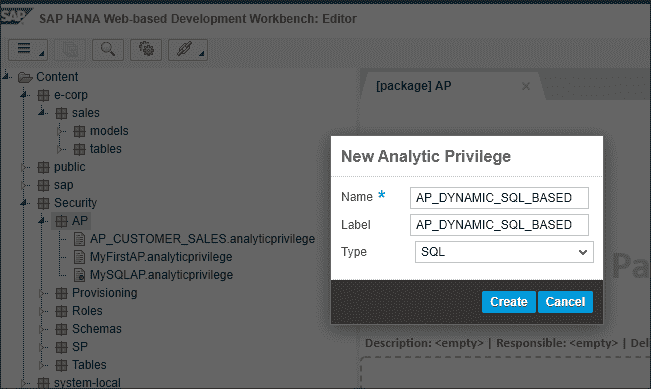 SAP HANA Web-based Development Workbench: Editor
Content
e-corp
sales
models
tables
public
sap
Security
AP
AP_CUSTOMER_SALES.analyticprivilege
MyFirstAP.analyticprivilege
MySQLAP.analyticprivilege
Provisioning
Roles
Schemas
SP
Tables
system-local
[package] AP
New Analytic Privilege
Name * AP_DYNAMIC_SQL_BASED
Label AP_DYNAMIC_SQL_BASED
Type SQL
Create Cancel
Pa
Description: <empty> | Responsible: <empty> | Del